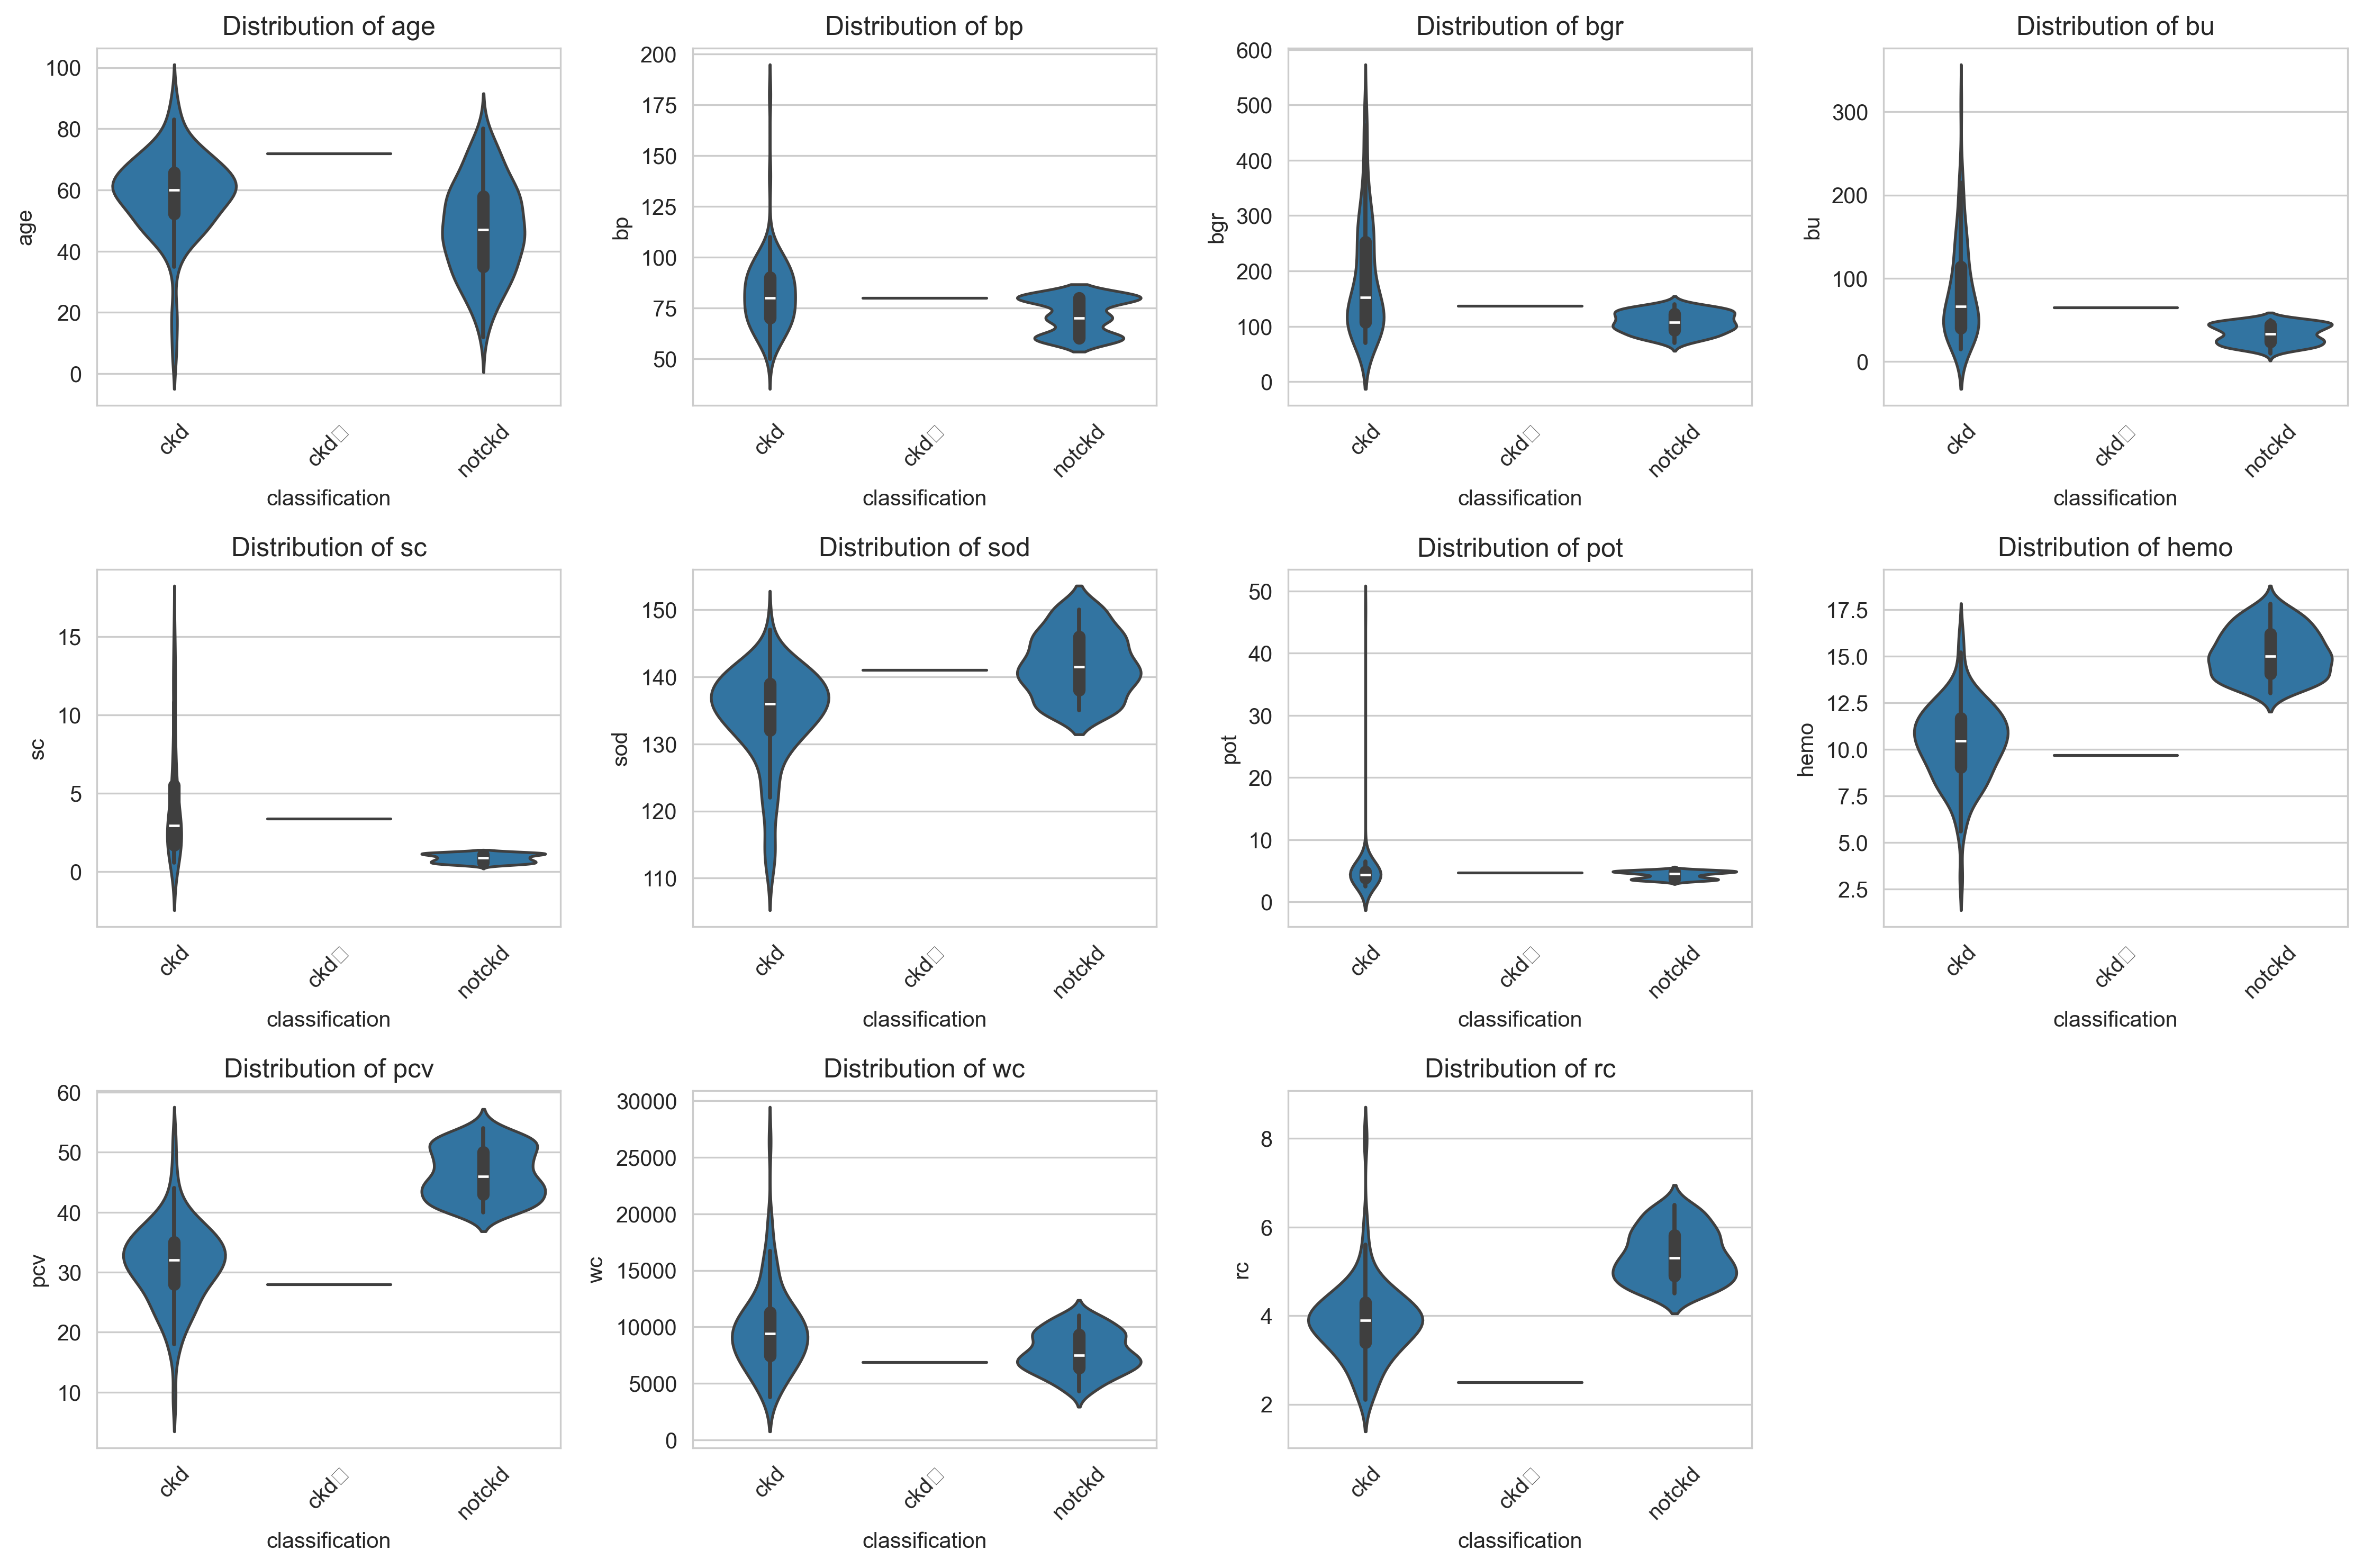 Distribution of age
100
80
60
40
20
0
age
ckd
ckd□
notckd
classification
Distribution of bp
200
175
150
125
100
75
50
bp
ckd
ckd□
notckd
classification
Distribution of bgr
600
500
400
300
200
100
0
bgr
ckd
ckd□
notckd
classification
Distribution of bu
300
200
100
0
bu
ckd
ckd□
notckd
classification
Distribution of sc
15
10
5
0
sc
ckd
ckd□
notckd
classification
Distribution of sod
150
140
130
120
110
sod
ckd
ckd□
notckd
classification
Distribution of pot
50
40
30
20
10
0
pot
ckd
ckd□
notckd
classification
Distribution of hemo
17.5
15.0
12.5
10.0
7.5
5.0
2.5
hemo
ckd
ckd□
notckd
classification
Distribution of pcv
60
50
40
30
20
10
pcv
ckd
ckd□
notckd
classification
Distribution of wc
30000
25000
20000
15000
10000
5000
0
wc
ckd
ckd□
notckd
classification
Distribution of rc
8
6
4
2
rc
ckd
ckd□
notckd
classification